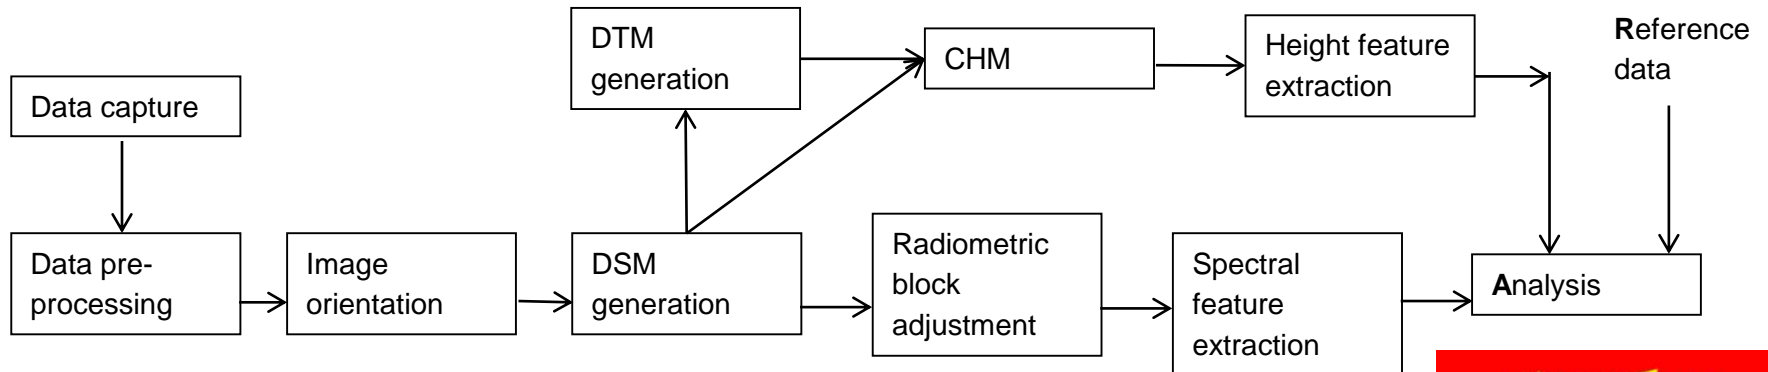 Data capture
Data pre-
processing
Image
orientation
DSM
generation
DTM
generation
CHM
Height feature
extraction
Radiometric
block
adjustment
Spectral
feature
extraction
Reference
data
Analysis